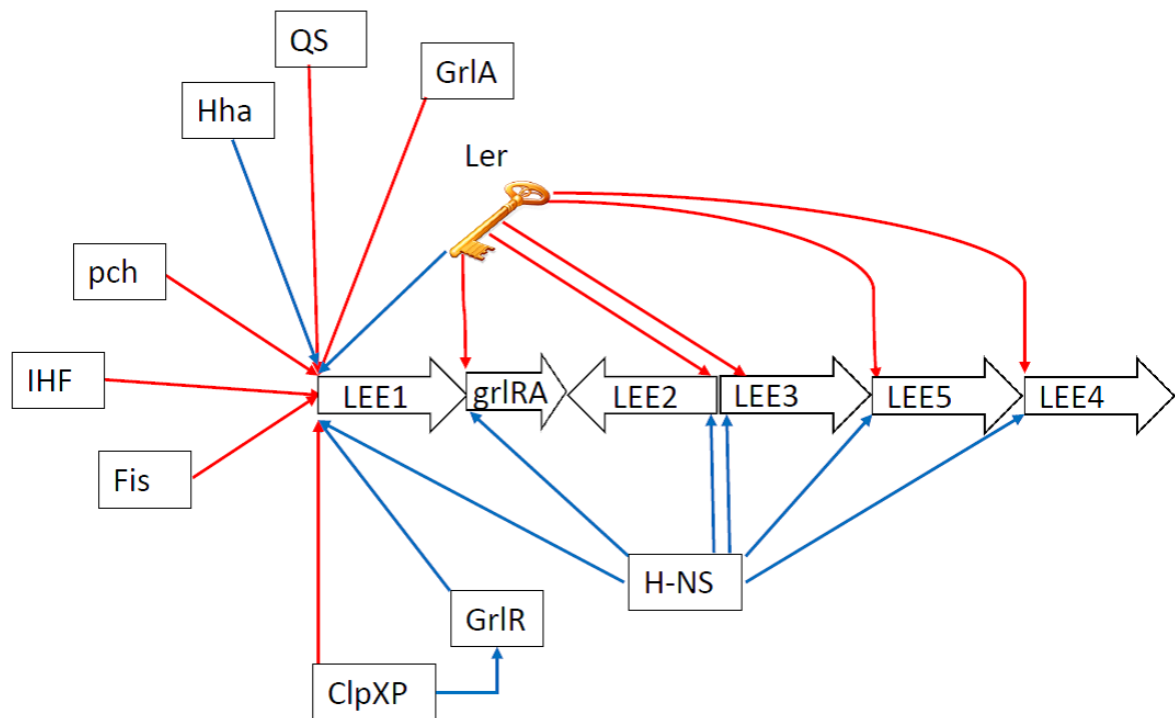 QS
GrlA
Hha
Ler
pch
IHF
LEE1
grlRA
LEE2
LEE3
LEE5
LEE4
Fis
H-NS
GrlR
ClpXP